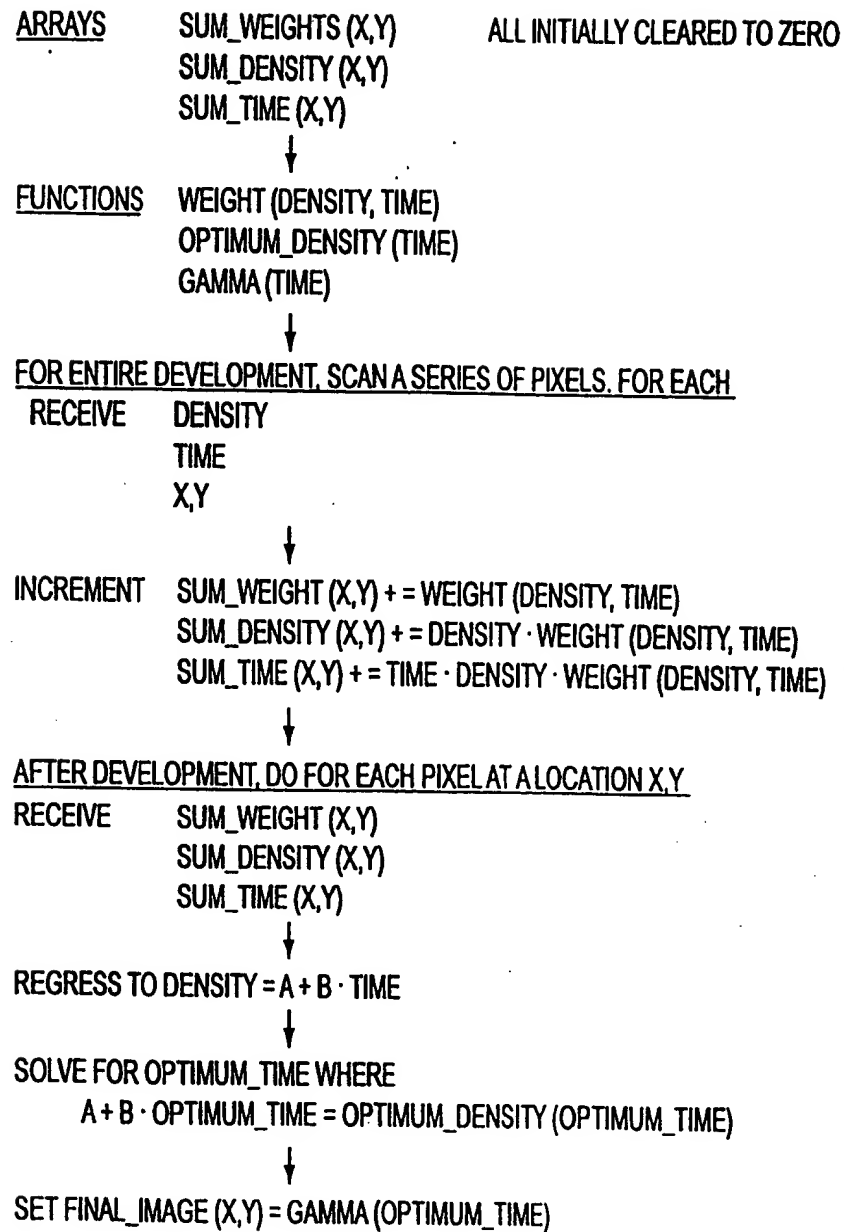 ARRAYS SUM_WEIGHTS (X,Y) ALL INITIALLY CLEARED TO ZERO
SUM_DENSITY (X,Y)
SUM_TIME (X,Y)
FUNCTIONS WEIGHT (DENSITY, TIME)
OPTIMUM_DENSITY (TIME)
GAMMA (TIME)
FOR ENTIRE DEVELOPMENT, SCAN A SERIES OF PIXELS. FOR EACH
RECEIVE DENSITY
TIME
X,Y
INCREMENT SUM_WEIGHT (X,Y) + = WEIGHT (DENSITY, TIME)
SUM_DENSITY (X,Y) + = DENSITY · WEIGHT (DENSITY, TIME)
SUM_TIME (X,Y) + = TIME · DENSITY · WEIGHT (DENSITY, TIME)
AFTER DEVELOPMENT, DO FOR EACH PIXEL AT A LOCATION X,Y
RECEIVE SUM_WEIGHT (X,Y)
SUM_DENSITY (X,Y)
SUM_TIME (X,Y)
REGRESS TO DENSITY = A + B · TIME
SOLVE FOR OPTIMUM_TIME WHERE
A + B · OPTIMUM_TIME = OPTIMUM_DENSITY (OPTIMUM_TIME)
SET FINAL_IMAGE (X,Y) = GAMMA (OPTIMUM_TIME)